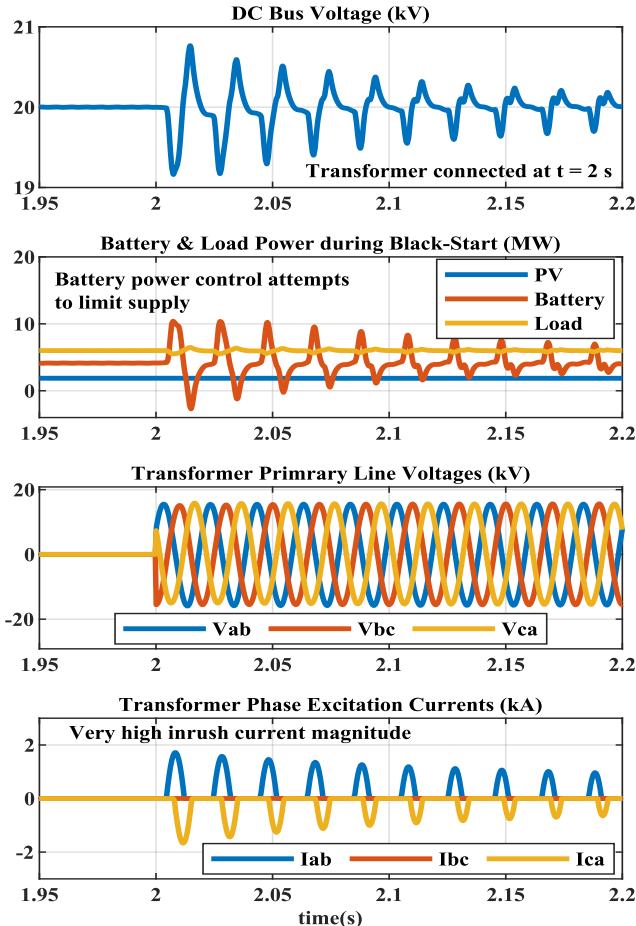 DC Bus Voltage (kV)
21
20
19
Transformer connected at t = 2 s
1.95 2 2.05 2.1 2.15 2.2
Battery & Load Power during Black-Start (MW)
20
10
0
Battery power control attempts
to limit supply
PV
Battery
Load
1.95 2 2.05 2.1 2.15 2.2
Transformer Primrary Line Voltages (kV)
20
0
-20
Vab Vbc Vca
1.95 2 2.05 2.1 2.15 2.2
Transformer Phase Excitation Currents (kA)
Very high inrush current magnitude
2
0
-2
Iab Ibc Ica
1.95 2 2.05 2.1 2.15 2.2
time(s)